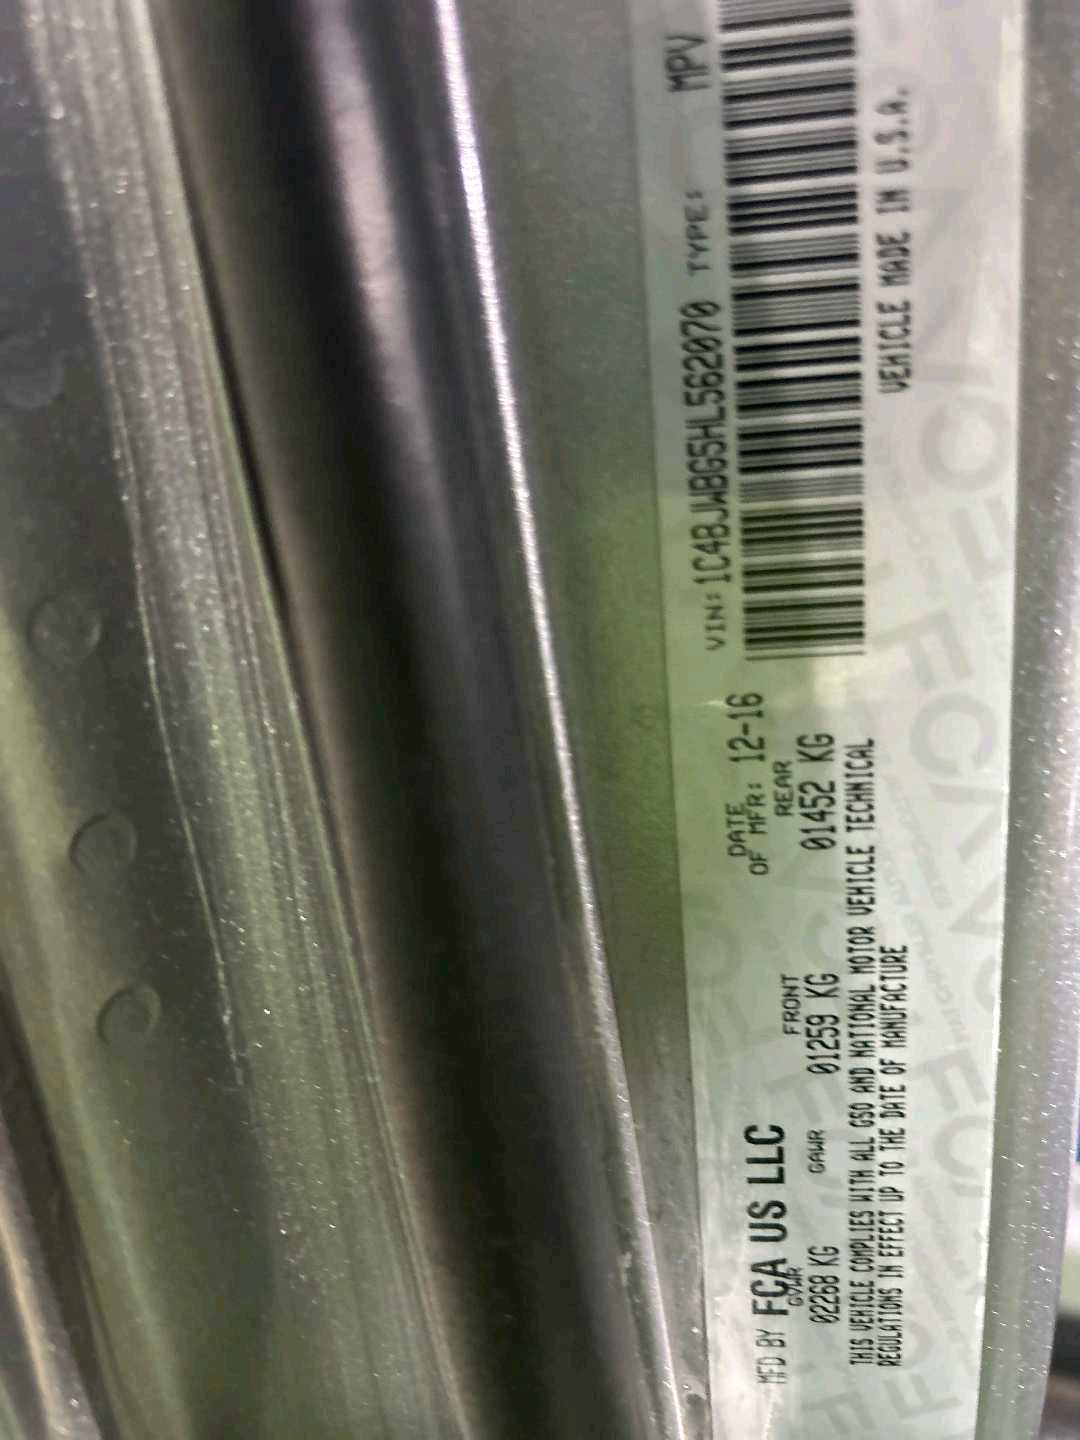 MFD BY FCA US LLC
DATE
OF MFR: 12-16
VIN: 1C4BJWBG5HL562070 TYPE: MPV
GVWR
02268 KG
GAWR
FRONT
01259 KG
REAR
01452 KG
THIS VEHICLE COMPLIES WITH ALL GSO AND NATIONAL MOTOR VEHICLE TECHNICAL
REGULATIONS IN EFFECT UP TO THE DATE OF MANUFACTURE
VEHICLE MADE IN U.S.A.